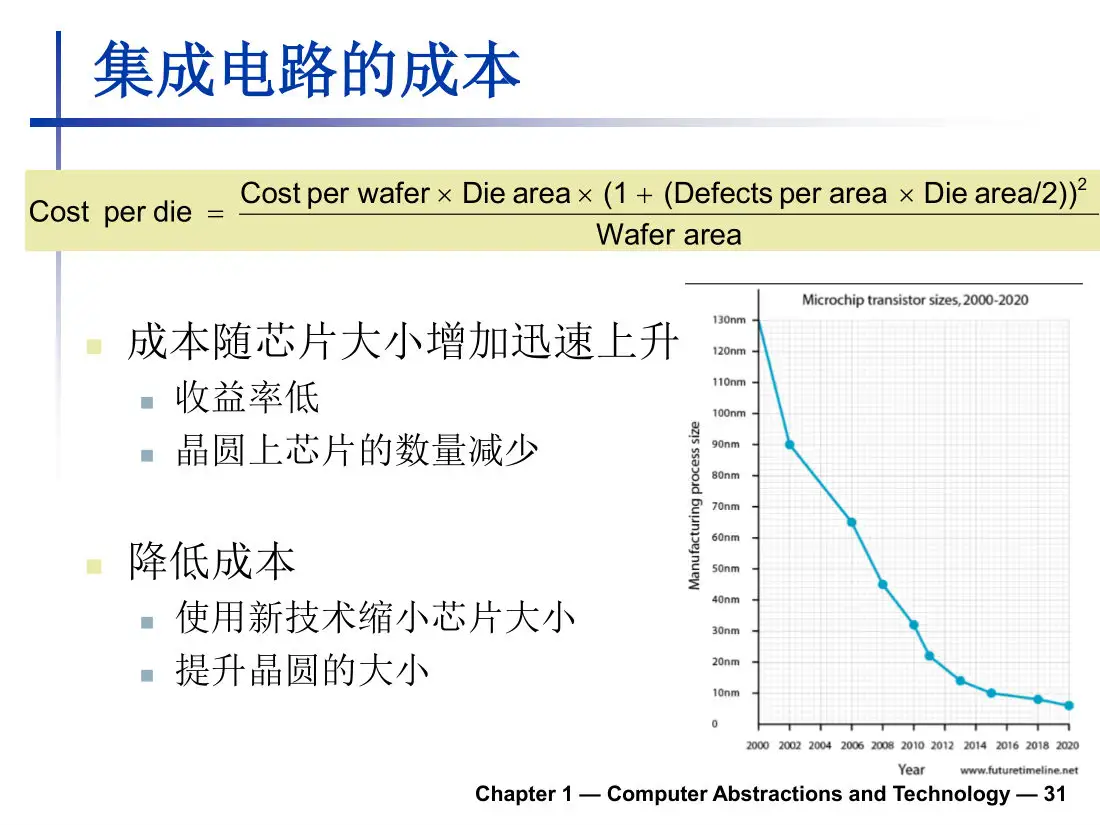 集成电路的成本
Cost per die = Cost per wafer × Die area × (1 + (Defects per area × Die area/2))²
Wafer area
成本随芯片大小增加迅速上升
收益率低
晶圆上芯片的数量减少
降低成本
使用新技术缩小芯片大小
提升晶圆的大小
Microchip transistor sizes, 2000-2020
Manufacturing process size
130nm
120nm
110nm
100nm
90nm
80nm
70nm
60nm
50nm
40nm
30nm
20nm
10nm
0
2000 2002 2004 2006 2008 2010 2012 2014 2016 2018 2020
Year www.futuretimeline.net
Chapter 1 — Computer Abstractions and Technology — 31